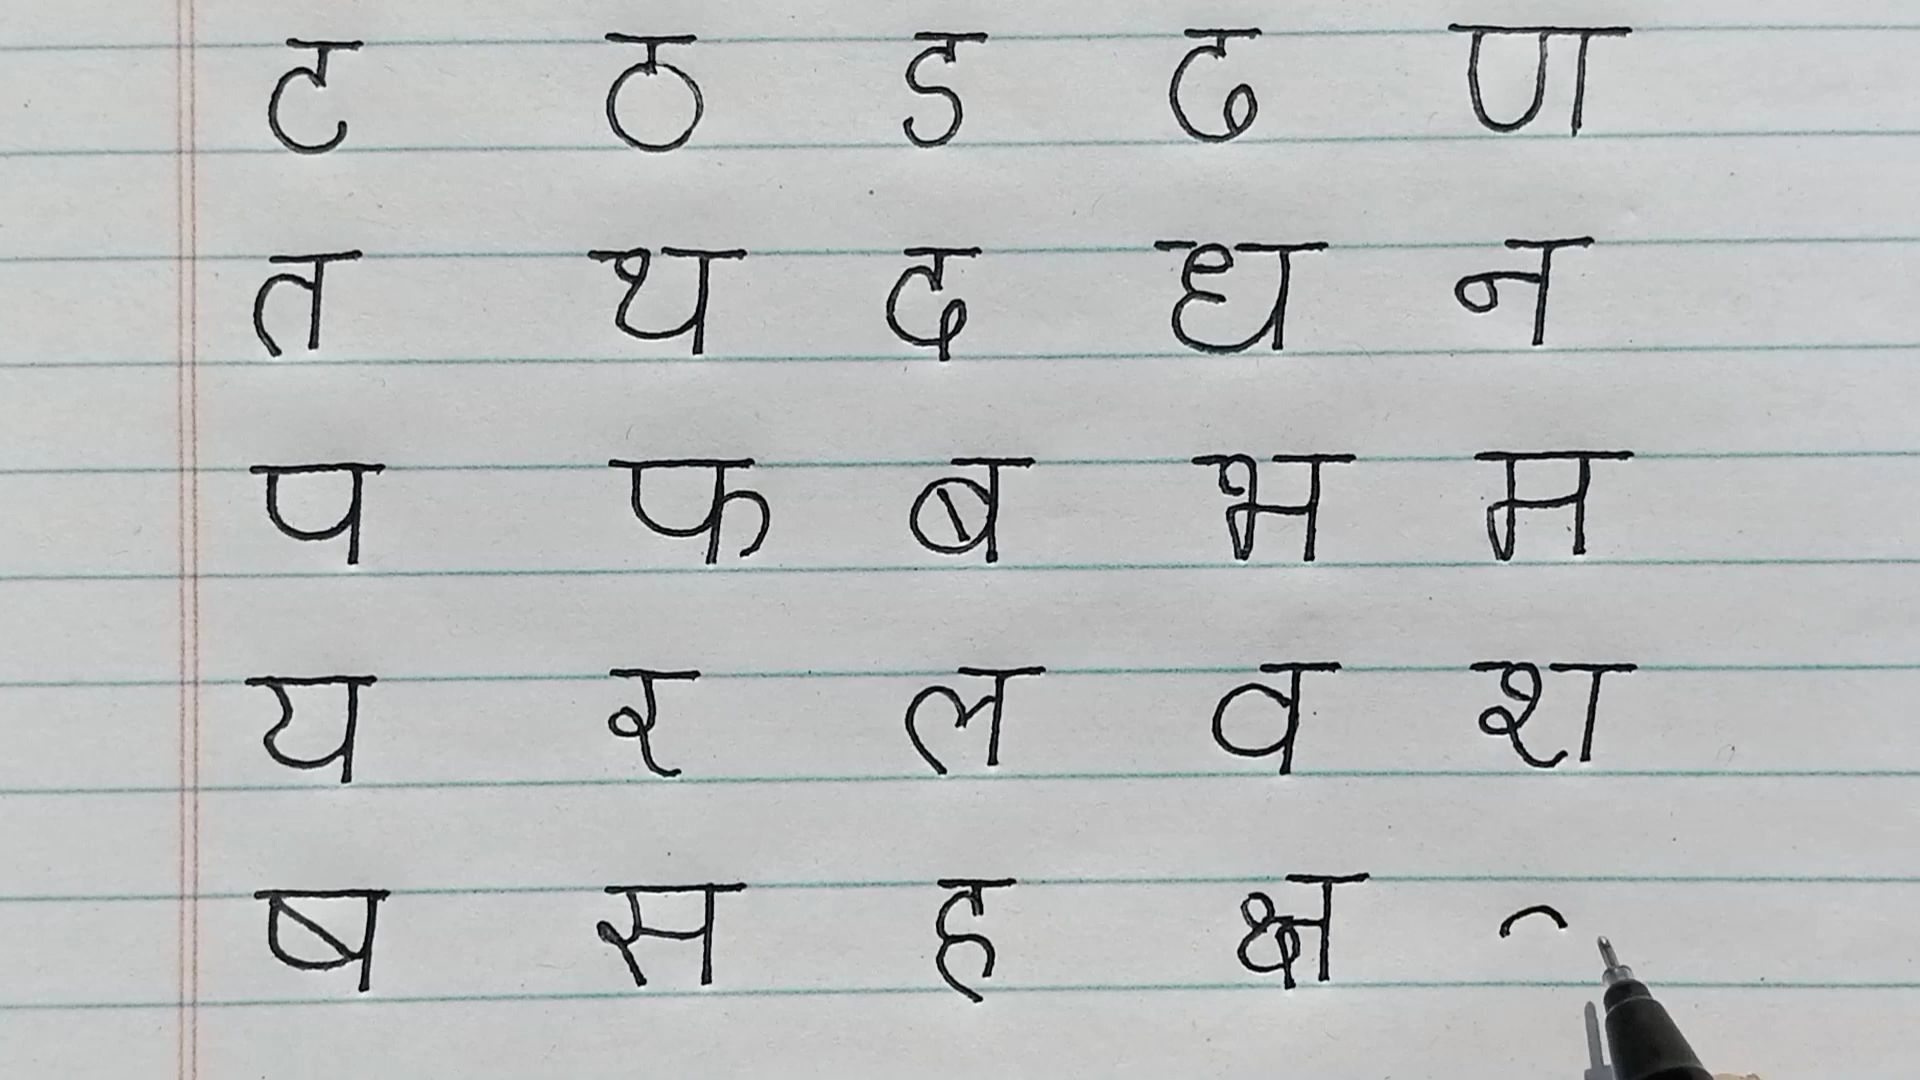 ट ठ ड ढ ण
त थ द ध न
प फ ब भ म
य र ल व श
ष स ह क्ष